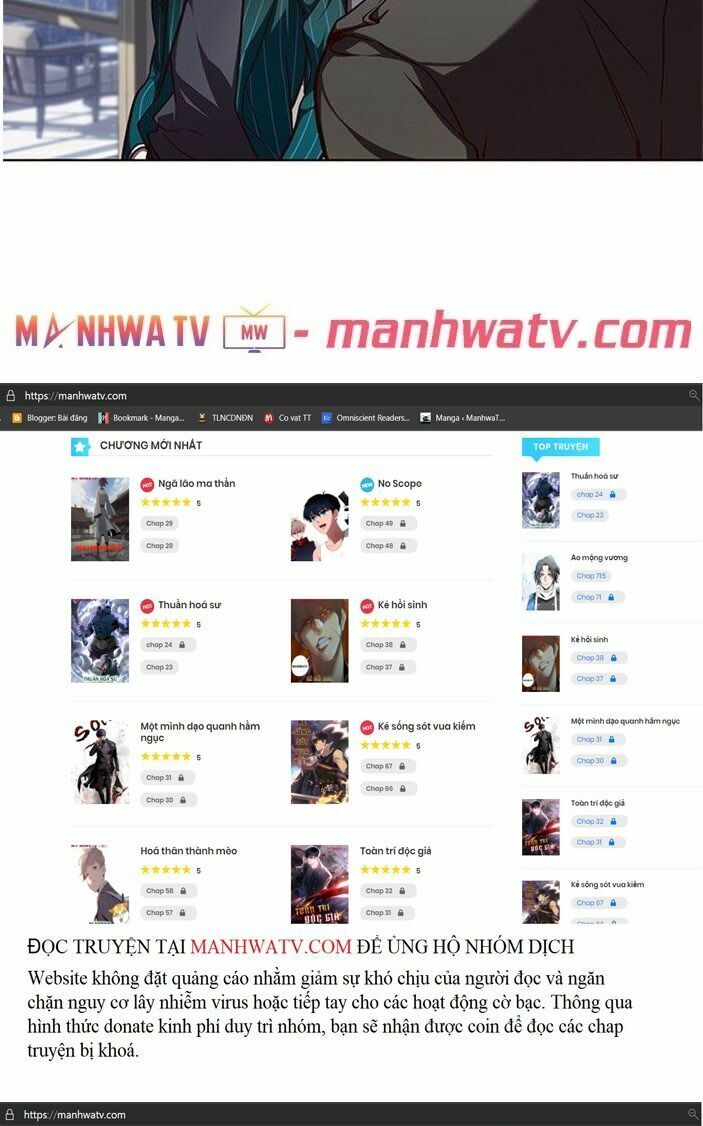 MANHWA TV MW - manhwatv.com
https://manhwatv.com
Blogger: Bài đăng Bookmark - Manga... TLNCDNĐN Co vat TT Omniscient Readers... Manga ‹ ManhwaT...
CHƯƠNG MỚI NHẤT
TOP TRUYỆN
HOT Ngã lão ma thần
5
Chap 29
Chap 28
NEW No Scope
5
Chap 49
Chap 48
HOT Thuần hoá sư
5
chap 24
Chap 23
HOT Kẻ hồi sinh
5
Chap 38
Chap 37
Một mình dạo quanh hầm
ngục
5
Chap 31
Chap 30
HOT Kẻ sống sót vua kiếm
5
Chap 67
Chap 66
Hoá thân thành mèo
5
Chap 58
Chap 57
Toàn trí độc giả
5
Chap 32
Chap 31
Thuần hoá sư
chap 24
Chap 23
Ảo mộng vương
Chap 715
Chap 71
Kẻ hồi sinh
Chap 38
Chap 37
Một mình dạo quanh hầm ngục
Chap 31
Chap 30
Toàn trí độc giả
Chap 32
Chap 31
Kẻ sống sót vua kiếm
Chap 67
ĐỌC TRUYỆN TẠI MANHWATV.COM ĐỂ ỦNG HỘ NHÓM DỊCH
Website không đặt quảng cáo nhằm giảm sự khó chịu của người đọc và ngăn
chặn nguy cơ lây nhiễm virus hoặc tiếp tay cho các hoạt động cờ bạc. Thông qua
hình thức donate kinh phí duy trì nhóm, bạn sẽ nhận được coin để đọc các chap
truyện bị khoá.
https://manhwatv.com